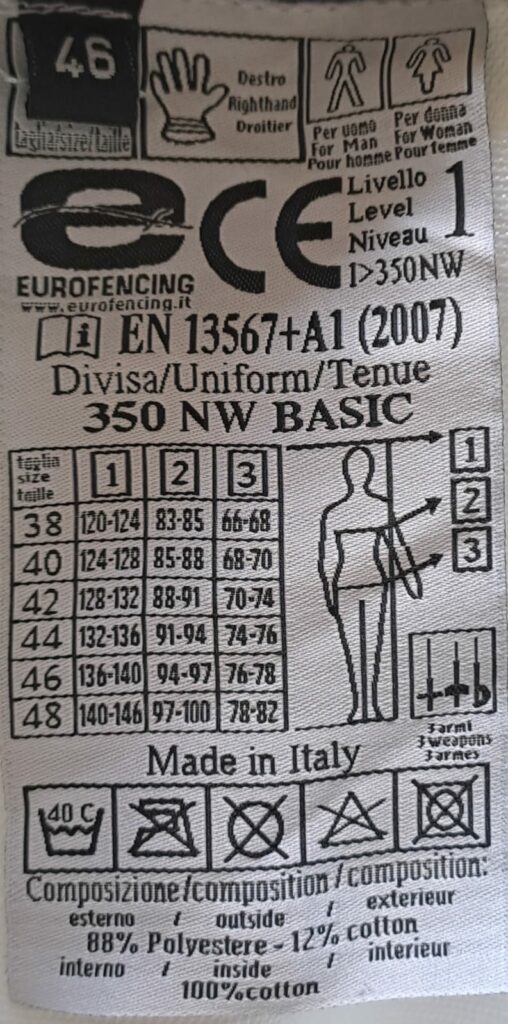 46
taglia/size/taille
Destro
Righthand
Droitier
Per uomo
For Man
Pour homme
Per donna
For Woman
Pour femme
e CE
Livello
Level
Niveau
1
1>350NW
EUROFENCING
www.eurofencing.it
i EN 13567+A1 (2007)
Divisa/Uniform/Tenue
350 NW BASIC
taglia
size
taille
1 2 3
38 120-124 83-85 66-68
40 124-128 85-88 68-70
42 128-132 88-91 70-74
44 132-136 91-94 74-76
46 136-140 94-97 76-78
48 140-146 97-100 78-82
1
2
3
3 armi
3 weapons
3 armes
Made in Italy
40 C
Composizione/composition/composition:
esterno / outside / exterieur
88% Polyestere - 12% cotton
interno / inside / interieur
100%cotton